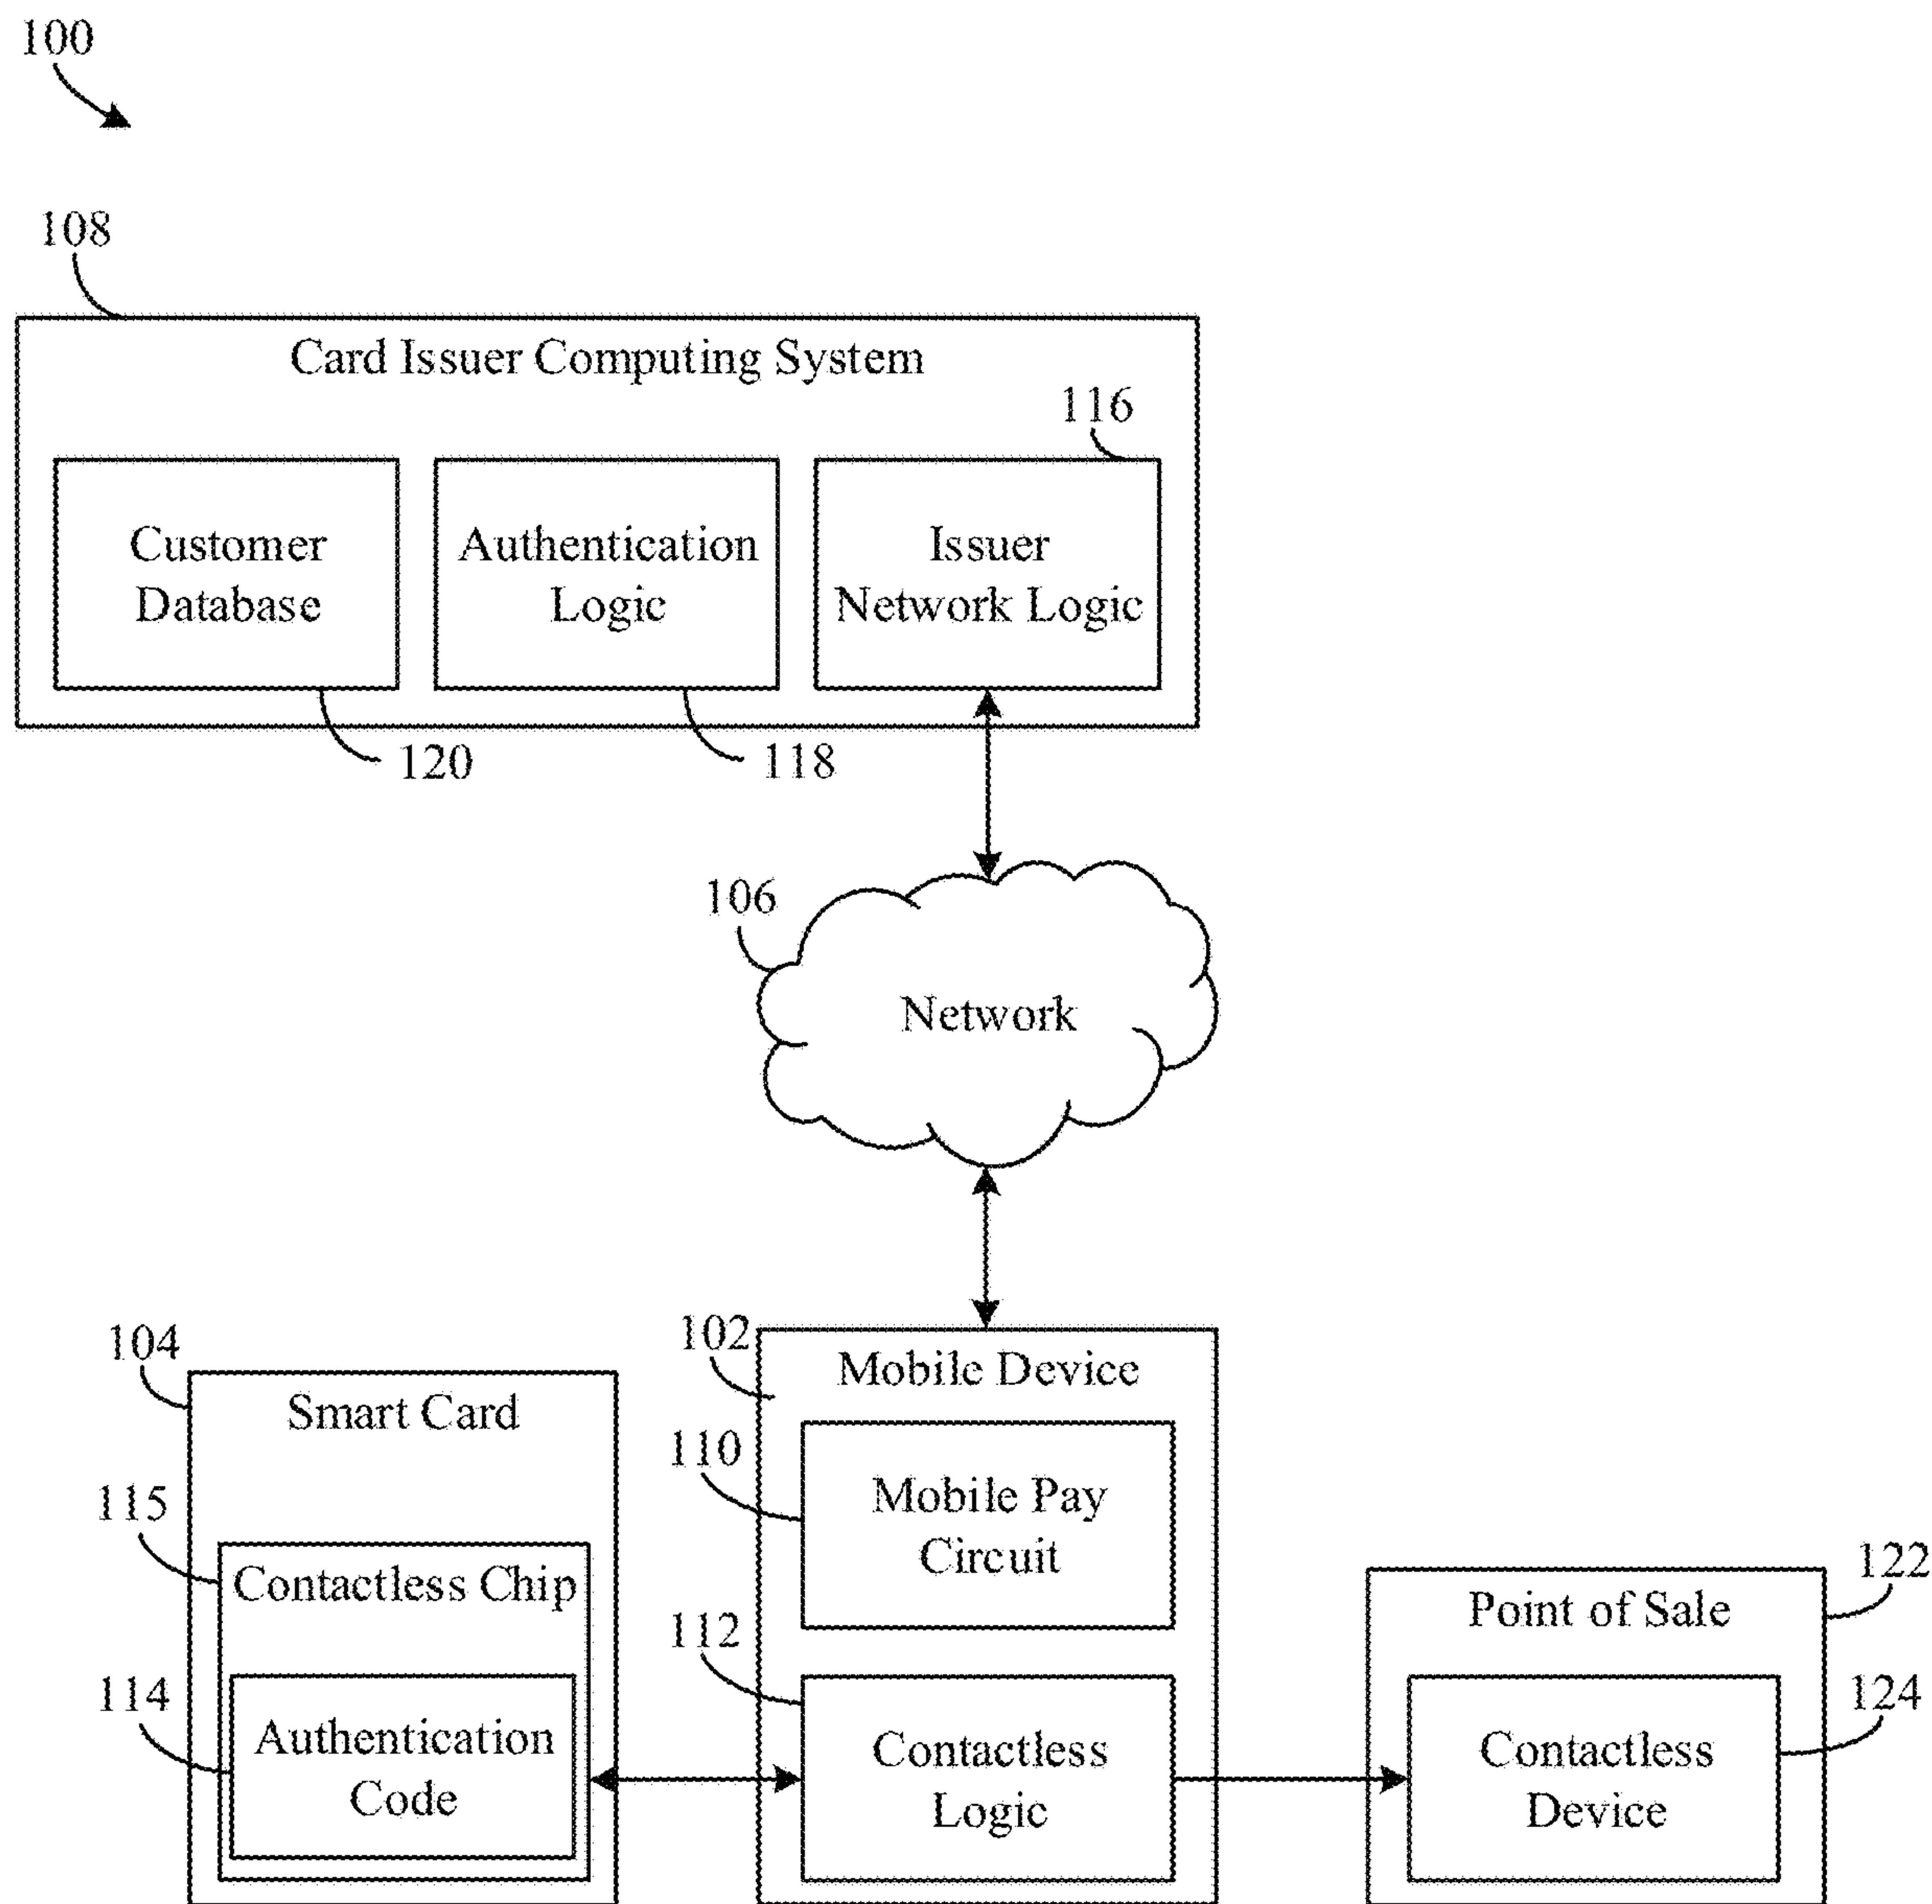 100
108
Card Issuer Computing System
116
Customer
Database
Authentication
Logic
Issuer
Network Logic
120
118
106
Network
104
Smart Card
102
Mobile Device
110
Mobile Pay
Circuit
115
Contactless Chip
122
Point of Sale
112
114
Authentication
Code
Contactless
Logic
124
Contactless
Device